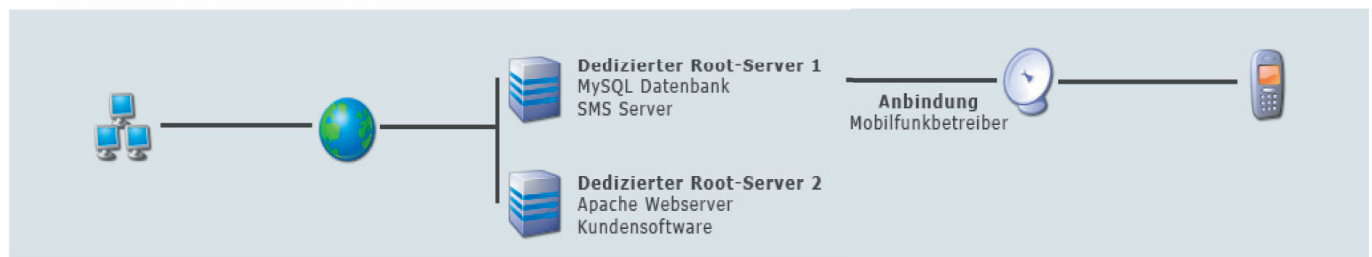 Dedizierter Root-Server 1
MySQL Datenbank
SMS Server
Anbindung
Mobilfunkbetreiber
Dedizierter Root-Server 2
Apache Webserver
Kundensoftware